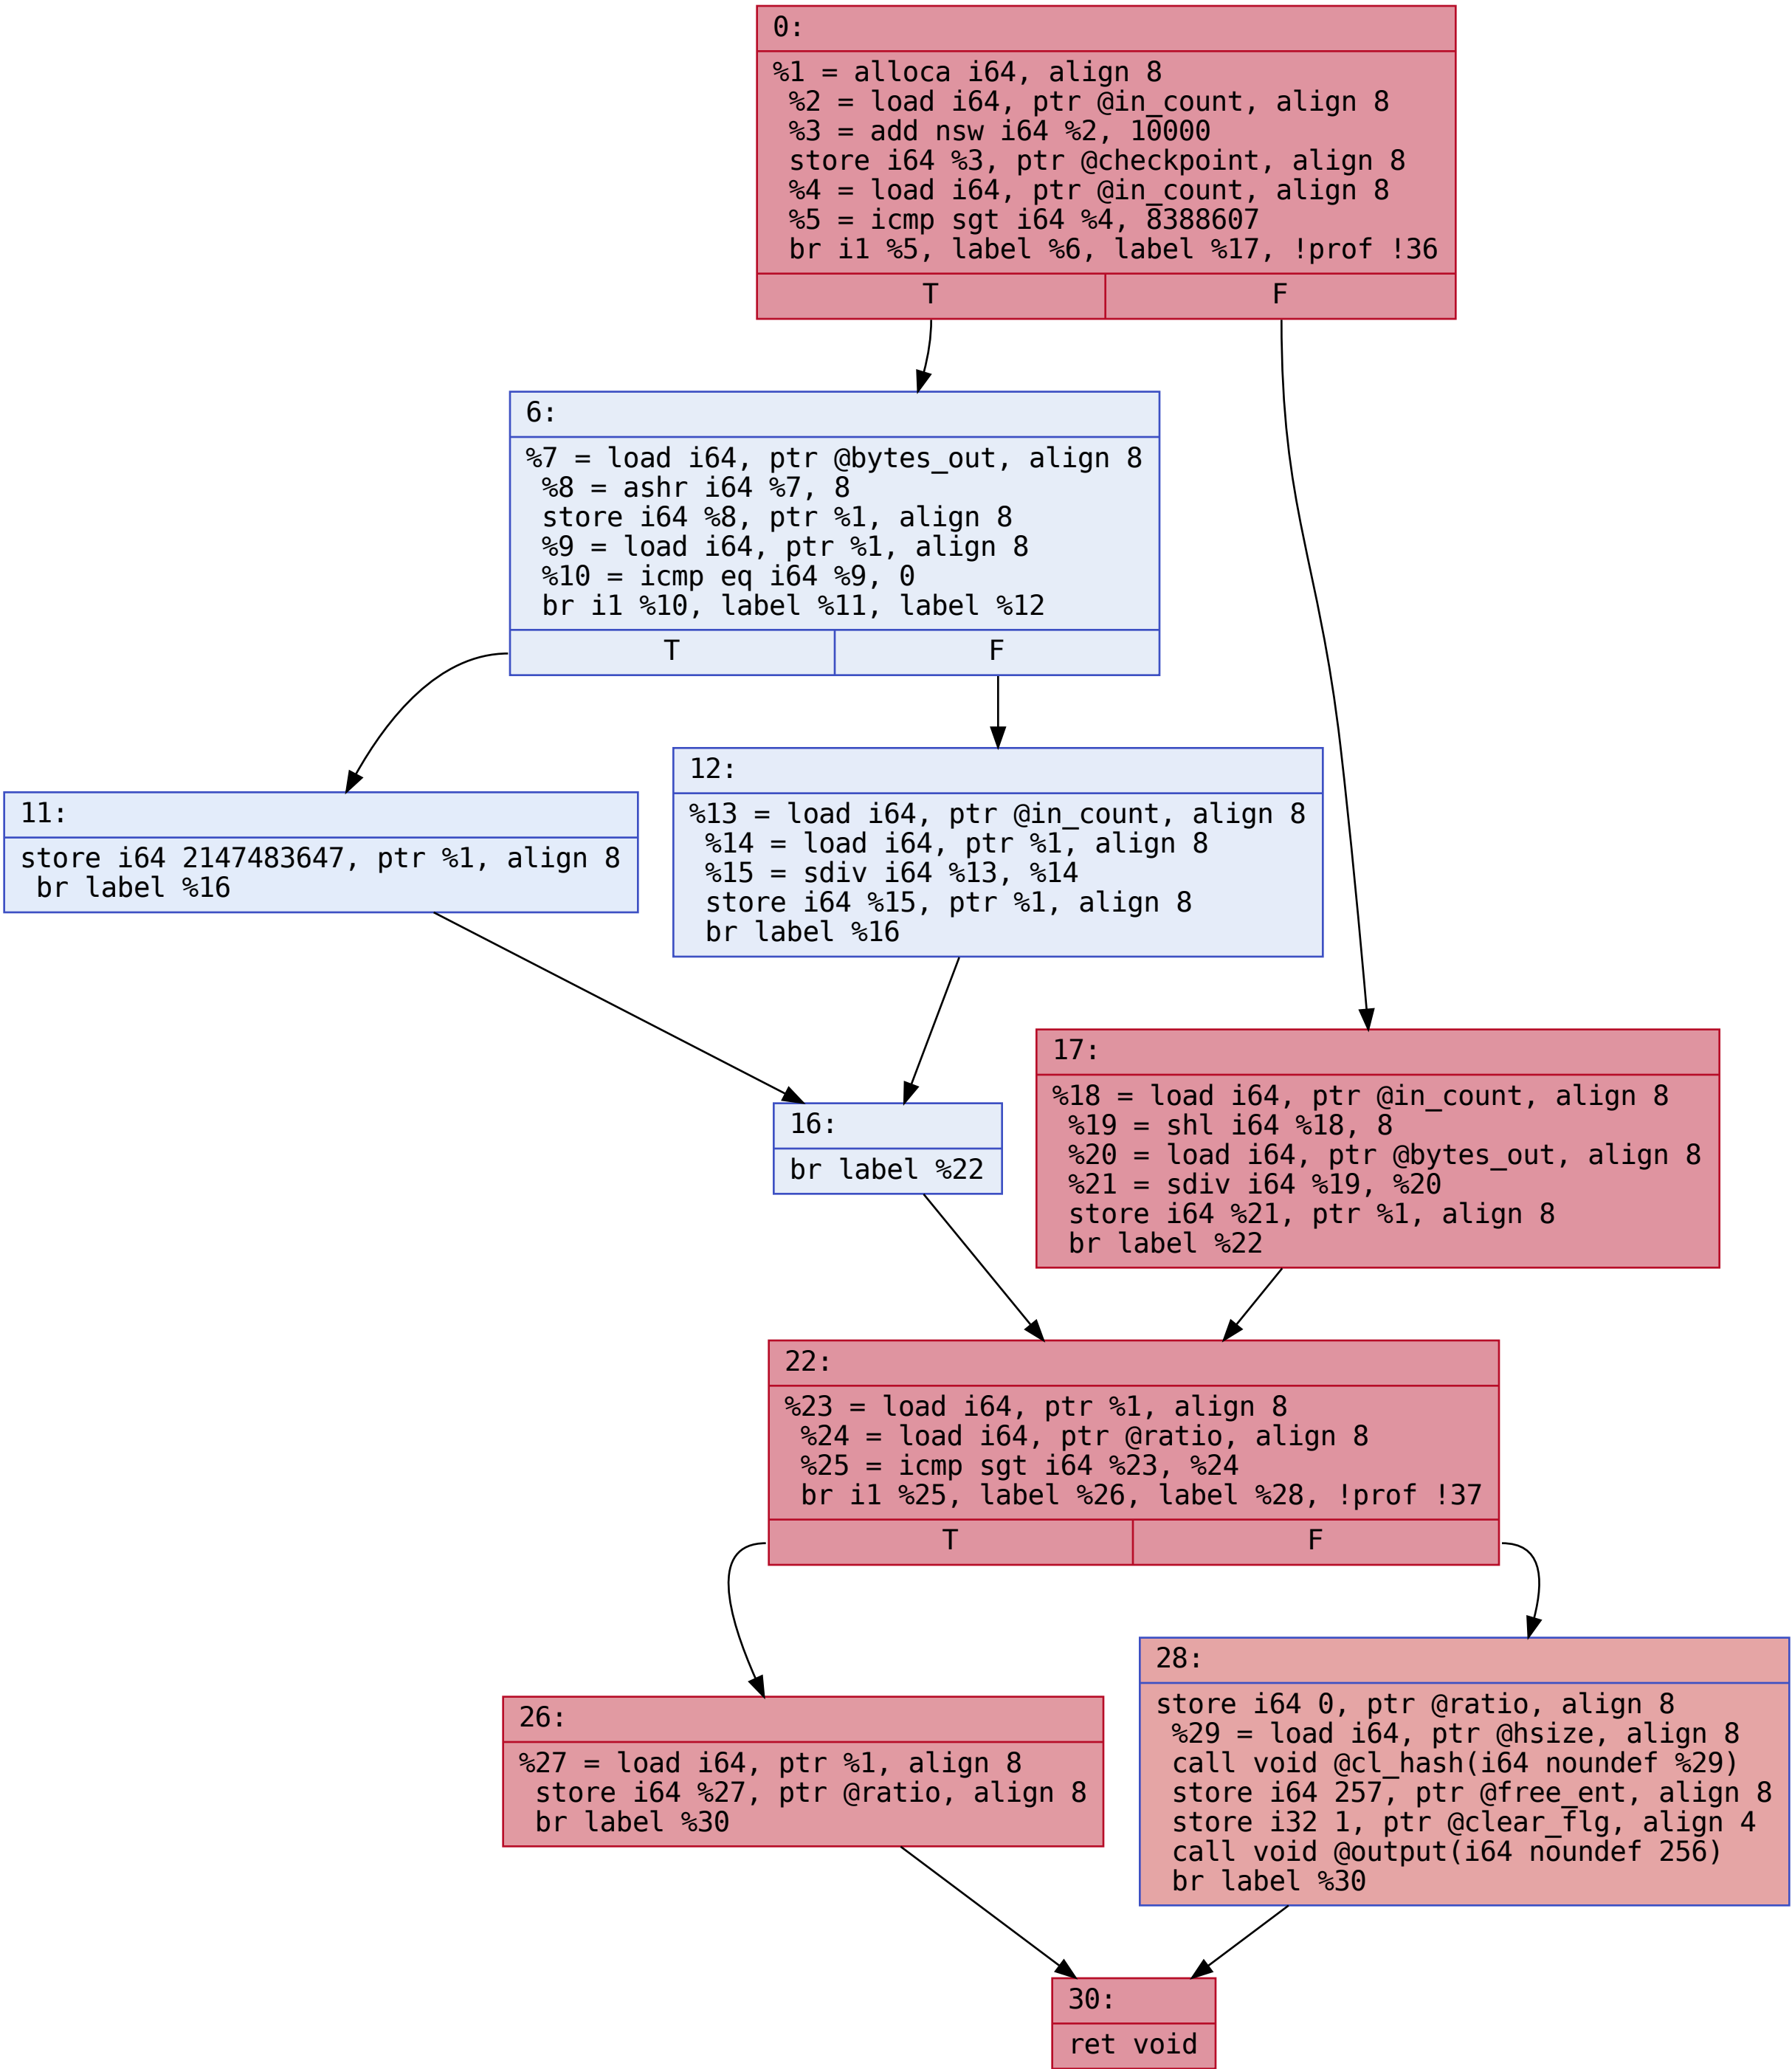 0:
%1 = alloca i64, align 8
%2 = load i64, ptr @in_count, align 8
%3 = add nsw i64 %2, 10000
store i64 %3, ptr @checkpoint, align 8
%4 = load i64, ptr @in_count, align 8
%5 = icmp sgt i64 %4, 8388607
br i1 %5, label %6, label %17, !prof !36
T F
6:
%7 = load i64, ptr @bytes_out, align 8
%8 = ashr i64 %7, 8
store i64 %8, ptr %1, align 8
%9 = load i64, ptr %1, align 8
%10 = icmp eq i64 %9, 0
br i1 %10, label %11, label %12
T F
11:
store i64 2147483647, ptr %1, align 8
br label %16
12:
%13 = load i64, ptr @in_count, align 8
%14 = load i64, ptr %1, align 8
%15 = sdiv i64 %13, %14
store i64 %15, ptr %1, align 8
br label %16
16:
br label %22
17:
%18 = load i64, ptr @in_count, align 8
%19 = shl i64 %18, 8
%20 = load i64, ptr @bytes_out, align 8
%21 = sdiv i64 %19, %20
store i64 %21, ptr %1, align 8
br label %22
22:
%23 = load i64, ptr %1, align 8
%24 = load i64, ptr @ratio, align 8
%25 = icmp sgt i64 %23, %24
br i1 %25, label %26, label %28, !prof !37
T F
26:
%27 = load i64, ptr %1, align 8
store i64 %27, ptr @ratio, align 8
br label %30
28:
store i64 0, ptr @ratio, align 8
%29 = load i64, ptr @hsize, align 8
call void @cl_hash(i64 noundef %29)
store i64 257, ptr @free_ent, align 8
store i32 1, ptr @clear_flg, align 4
call void @output(i64 noundef 256)
br label %30
30:
ret void